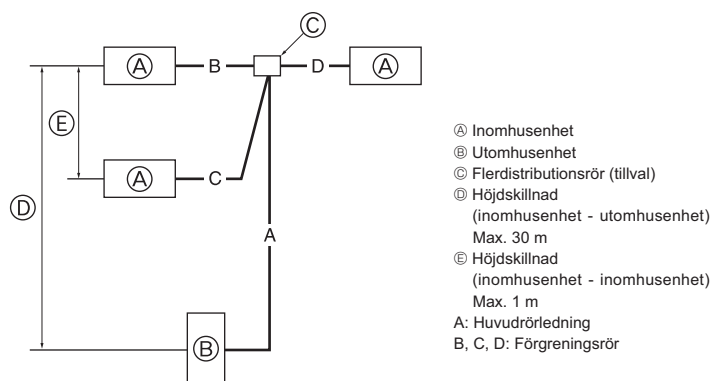 Ⓒ
Ⓐ B D Ⓐ
Ⓔ
Ⓐ C
Ⓓ
A
Ⓑ
Ⓐ Inomhusenhet
Ⓑ Utomhusenhet
Ⓒ Flerdistributionsrör (tillval)
Ⓓ Höjdskillnad
(inomhusenhet - utomhusenhet)
Max. 30 m
Ⓔ Höjdskillnad
(inomhusenhet - inomhusenhet)
Max. 1 m
A: Huvudrörledning
B, C, D: Förgreningsrör